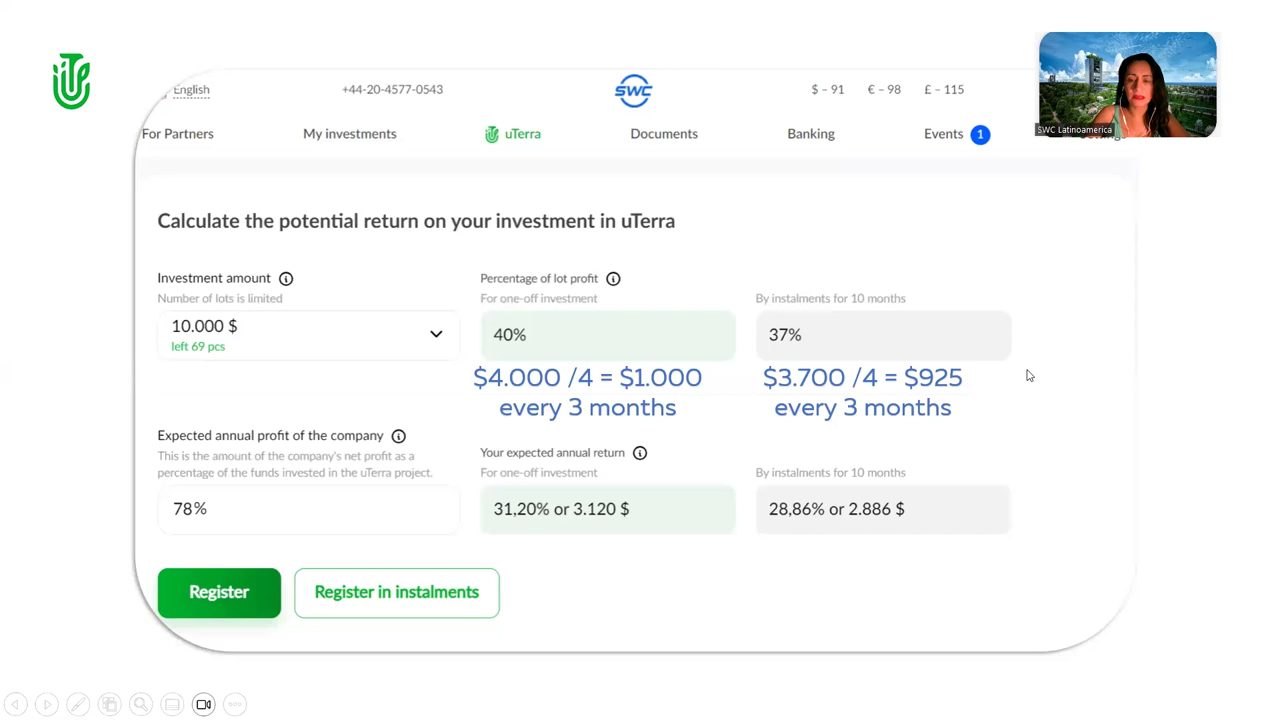 English
+44-20-4577-0543
SWC
$ – 91 € – 98 £ – 115
SWC Latinoamerica
For Partners
My investments
uTerra
Documents
Banking
Events 1
Calculate the potential return on your investment in uTerra
Investment amount
Number of lots is limited
10.000 $
left 69 pcs
Percentage of lot profit
For one-off investment
40%
By instalments for 10 months
37%
$4.000 /4 = $1.000
every 3 months
$3.700 /4 = $925
every 3 months
Expected annual profit of the company
This is the amount of the company's net profit as a
percentage of the funds invested in the uTerra project.
78%
Your expected annual return
For one-off investment
31,20% or 3.120 $
By instalments for 10 months
28,86% or 2.886 $
Register
Register in instalments